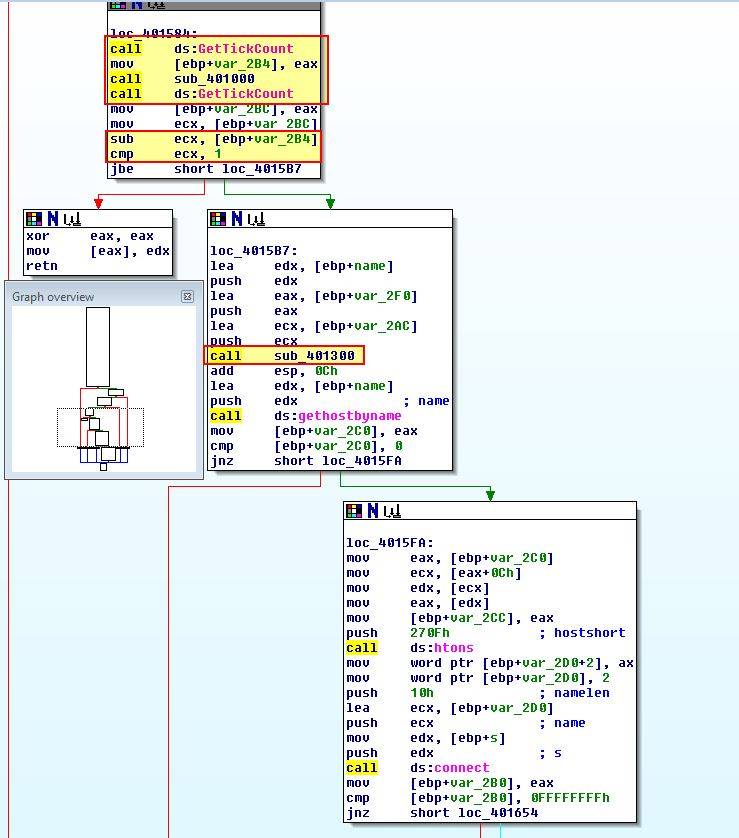 loc_401584:
call ds:GetTickCount
mov [ebp+var_2B4], eax
call sub_401000
call ds:GetTickCount
mov [ebp+var_2BC], eax
mov ecx, [ebp+var_2BC]
sub ecx, [ebp+var_2B4]
cmp ecx, 1
jbe short loc_4015B7
xor eax, eax
mov [eax], edx
retn
loc_4015B7:
lea edx, [ebp+name]
push edx
lea eax, [ebp+var_2F0]
push eax
lea ecx, [ebp+var_2AC]
push ecx
call sub_401300
add esp, 0Ch
lea edx, [ebp+name]
push edx ; name
call ds:gethostbyname
mov [ebp+var_2C0], eax
cmp [ebp+var_2C0], 0
jnz short loc_4015FA
Graph overview
loc_4015FA:
mov eax, [ebp+var_2C0]
mov ecx, [eax+0Ch]
mov edx, [ecx]
mov eax, [edx]
mov [ebp+var_2CC], eax
push 270Fh ; hostshort
call ds:htons
mov word ptr [ebp+var_2D0+2], ax
mov word ptr [ebp+var_2D0], 2
push 10h ; namelen
lea ecx, [ebp+var_2D0]
push ecx ; name
mov edx, [ebp+s]
push edx ; s
call ds:connect
mov [ebp+var_2B0], eax
cmp [ebp+var_2B0], 0FFFFFFFFh
jnz short loc_401654